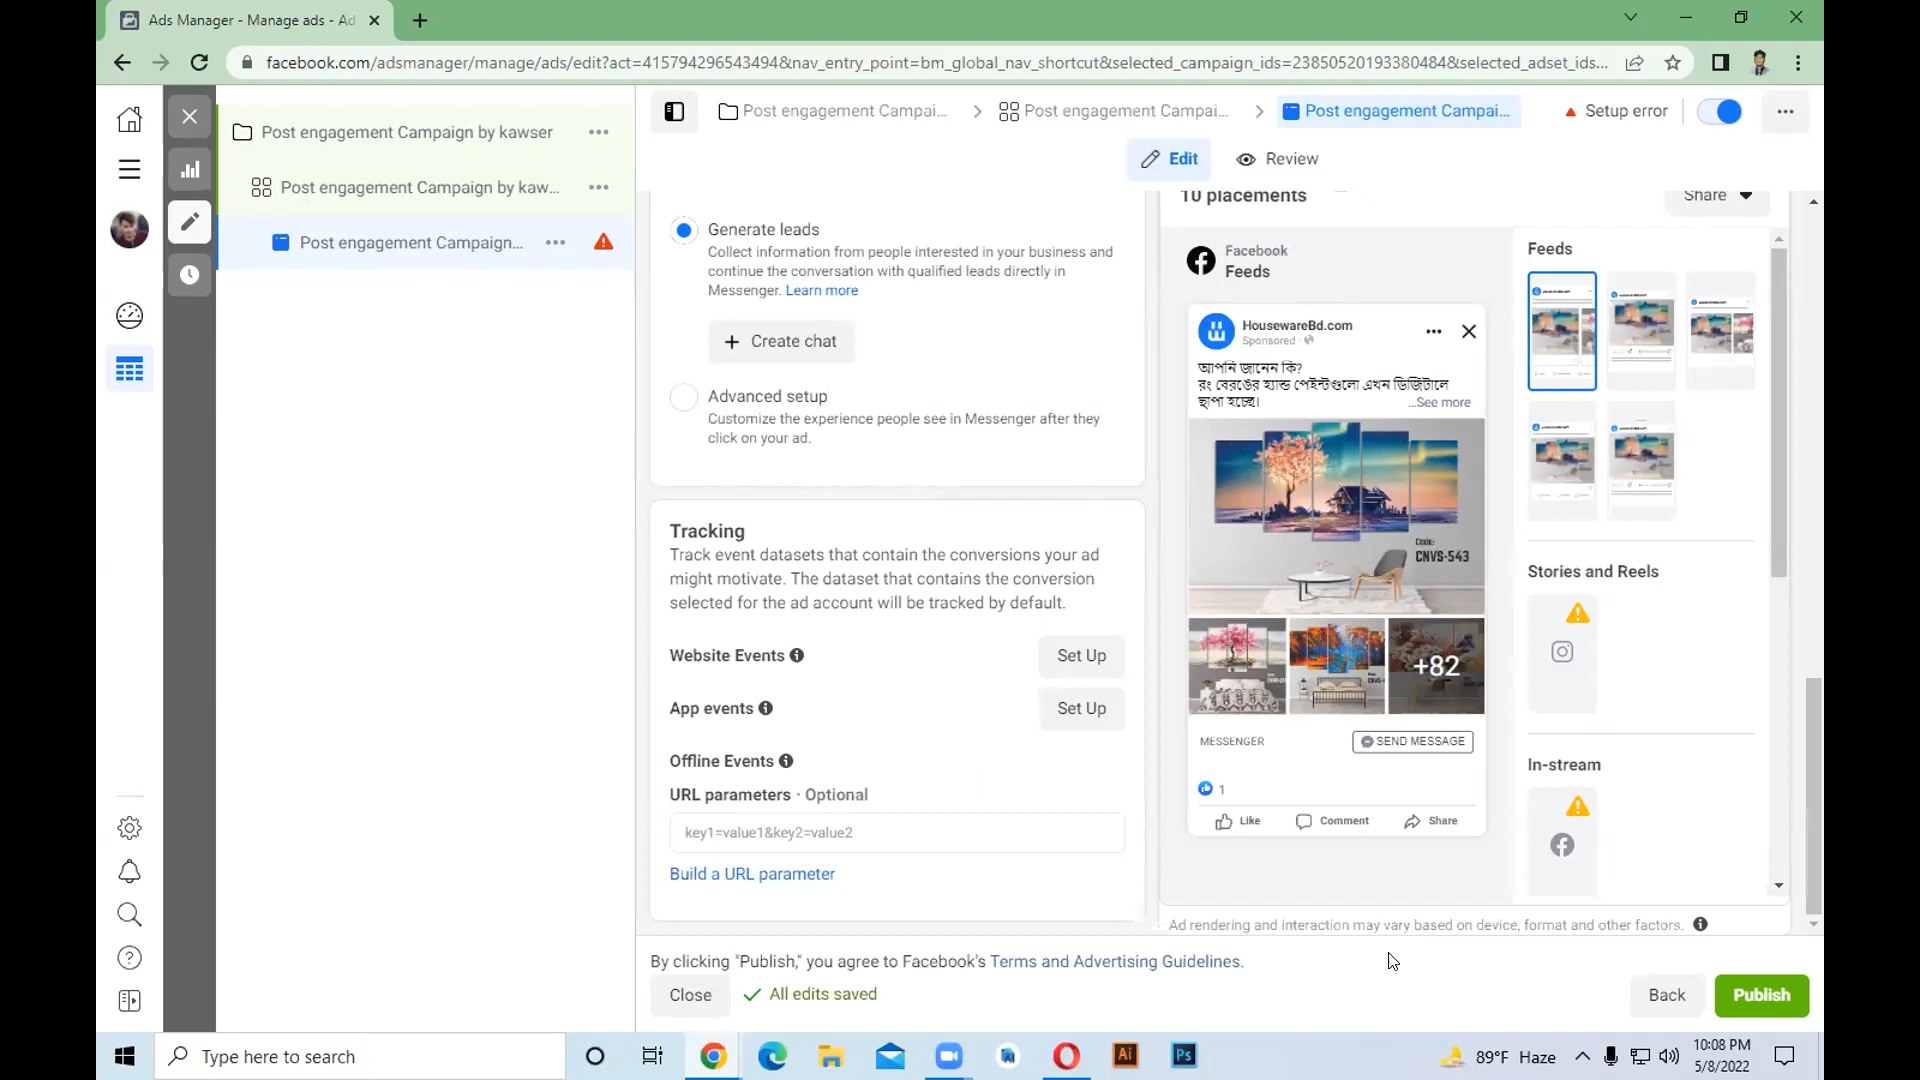 Ads Manager - Manage ads - Ad
facebook.com/adsmanager/manage/ads/edit?act=415794296543494&nav_entry_point=bm_global_nav_shortcut&selected_campaign_ids=23850520193380484&selected_adset_ids...
Post engagement Campaign by kawser
Post engagement Campaign by kaw...
Post engagement Campaign...
Post engagement Campai...
Post engagement Campai...
Post engagement Campai...
Setup error
Edit
Review
Generate leads
Collect information from people interested in your business and
continue the conversation with qualified leads directly in
Messenger. Learn more
+ Create chat
Advanced setup
Customize the experience people see in Messenger after they
click on your ad.
Tracking
Track event datasets that contain the conversions your ad
might motivate. The dataset that contains the conversion
selected for the ad account will be tracked by default.
Website Events
Set Up
App events
Set Up
Offline Events
URL parameters · Optional
key1=value1&key2=value2
Build a URL parameter
10 placements
Share
Facebook
Feeds
HousewareBd.com
Sponsored ·
আপনি জানেন কি?
রং বেরঙের হ্যান্ড পেইন্টগুলো এখন ডিজিটালে
ছাপা হচ্ছে।
...See more
CODE:
CNVS-543
+82
MESSENGER
SEND MESSAGE
1
Like
Comment
Share
Feeds
Stories and Reels
In-stream
Ad rendering and interaction may vary based on device, format and other factors.
By clicking "Publish," you agree to Facebook's Terms and Advertising Guidelines.
Close
All edits saved
Back
Publish
Type here to search
Ai
Ps
89°F Haze
10:08 PM
5/8/2022